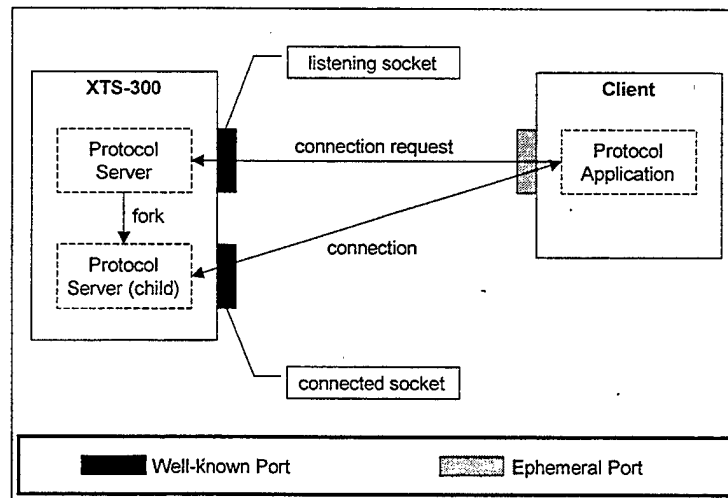 listening socket
XTS-300
Client
Protocol
Server
connection request
Protocol
Application
fork
connection
Protocol
Server (child)
connected socket
Well-Known Port
Ephemeral Port